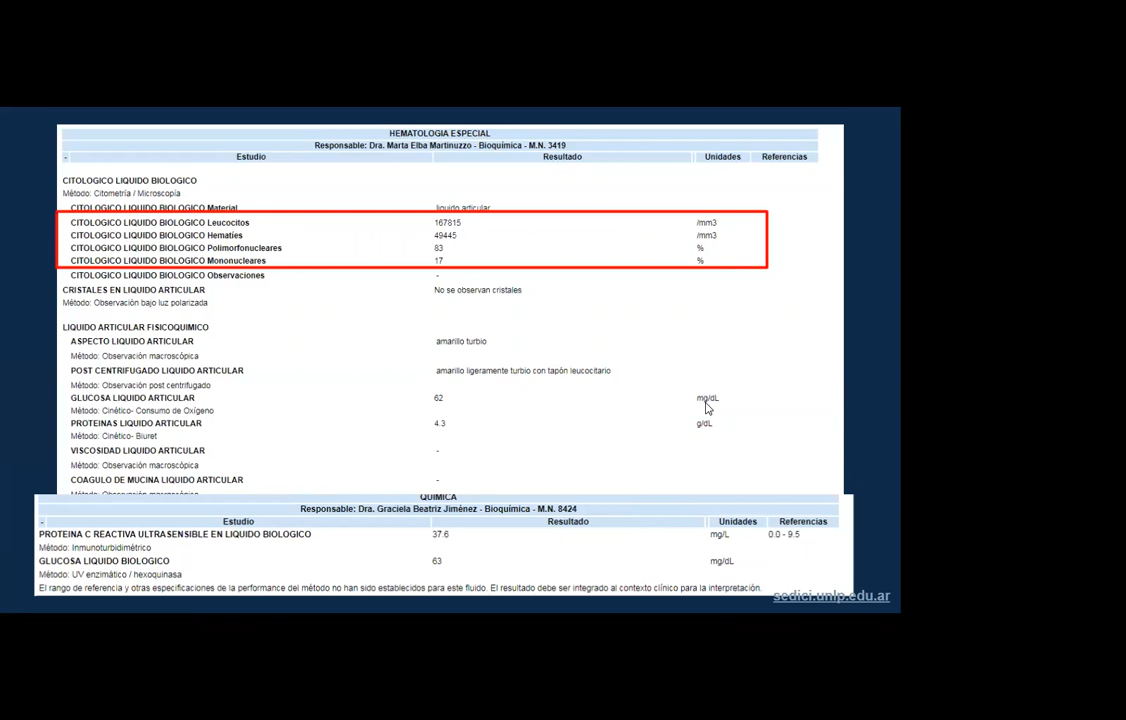 HEMATOLOGIA ESPECIAL
Responsable: Dra. Marta Elba Martinuzzo - Bioquímica - M.N. 3419
- Estudio Resultado Unidades Referencias
CITOLOGICO LIQUIDO BIOLOGICO
Método: Citometría / Microscopía
CITOLOGICO LIQUIDO BIOLOGICO Material liquido articular
CITOLOGICO LIQUIDO BIOLOGICO Leucocitos 167815 /mm3
CITOLOGICO LIQUIDO BIOLOGICO Hematíes 49445 /mm3
CITOLOGICO LIQUIDO BIOLOGICO Polimorfonucleares 83 %
CITOLOGICO LIQUIDO BIOLOGICO Mononucleares 17 %
CITOLOGICO LIQUIDO BIOLOGICO Observaciones -
CRISTALES EN LIQUIDO ARTICULAR No se observan cristales
Método: Observación bajo luz polarizada
LIQUIDO ARTICULAR FISICOQUIMICO
ASPECTO LIQUIDO ARTICULAR amarillo turbio
Método: Observación macroscópica
POST CENTRIFUGADO LIQUIDO ARTICULAR amarillo ligeramente turbio con tapón leucocitario
Método: Observación post centrifugado
GLUCOSA LIQUIDO ARTICULAR 62 mg/dL
Método: Cinético- Consumo de Oxígeno
PROTEINAS LIQUIDO ARTICULAR 4.3 g/dL
Método: Cinético- Biuret
VISCOSIDAD LIQUIDO ARTICULAR -
Método: Observación macroscópica
COAGULO DE MUCINA LIQUIDO ARTICULAR -
Método: Observación macroscópica
QUIMICA
Responsable: Dra. Graciela Beatriz Jiménez - Bioquímica - M.N. 8424
- Estudio Resultado Unidades Referencias
PROTEINA C REACTIVA ULTRASENSIBLE EN LIQUIDO BIOLOGICO 37.6 mg/L 0.0 - 9.5
Método: Inmunoturbidimétrico
GLUCOSA LIQUIDO BIOLOGICO 63 mg/dL
Método: UV enzimático / hexoquinasa
El rango de referencia y otras especificaciones de la performance del método no han sido establecidos para este fluido. El resultado debe ser integrado al contexto clínico para la interpretación.
sedici.unlp.edu.ar